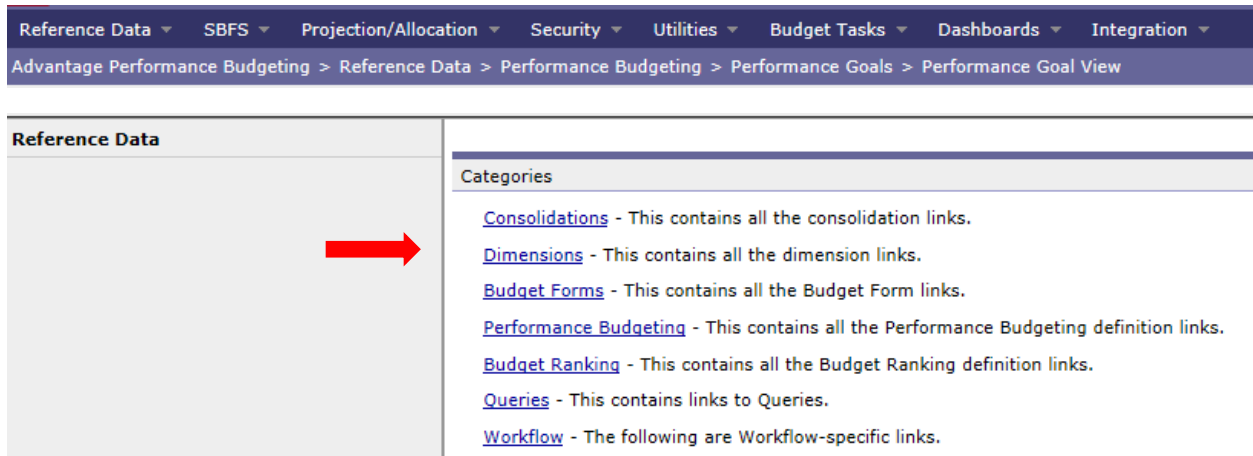 Reference Data SBFS Projection/Allocation Security Utilities Budget Tasks Dashboards Integration
Advantage Performance Budgeting > Reference Data > Performance Budgeting > Performance Goals > Performance Goal View
Reference Data
Categories
Consolidations - This contains all the consolidation links.
Dimensions - This contains all the dimension links.
Budget Forms - This contains all the Budget Form links.
Performance Budgeting - This contains all the Performance Budgeting definition links.
Budget Ranking - This contains all the Budget Ranking definition links.
Queries - This contains links to Queries.
Workflow - The following are Workflow-specific links.